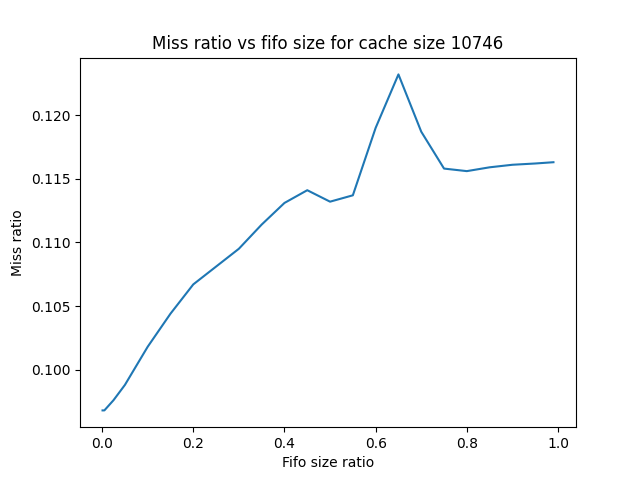 Miss ratio vs fifo size for cache size 10746
0.120
0.115
0.110
0.105
0.100
Miss ratio
0.0 0.2 0.4 0.6 0.8 1.0
Fifo size ratio